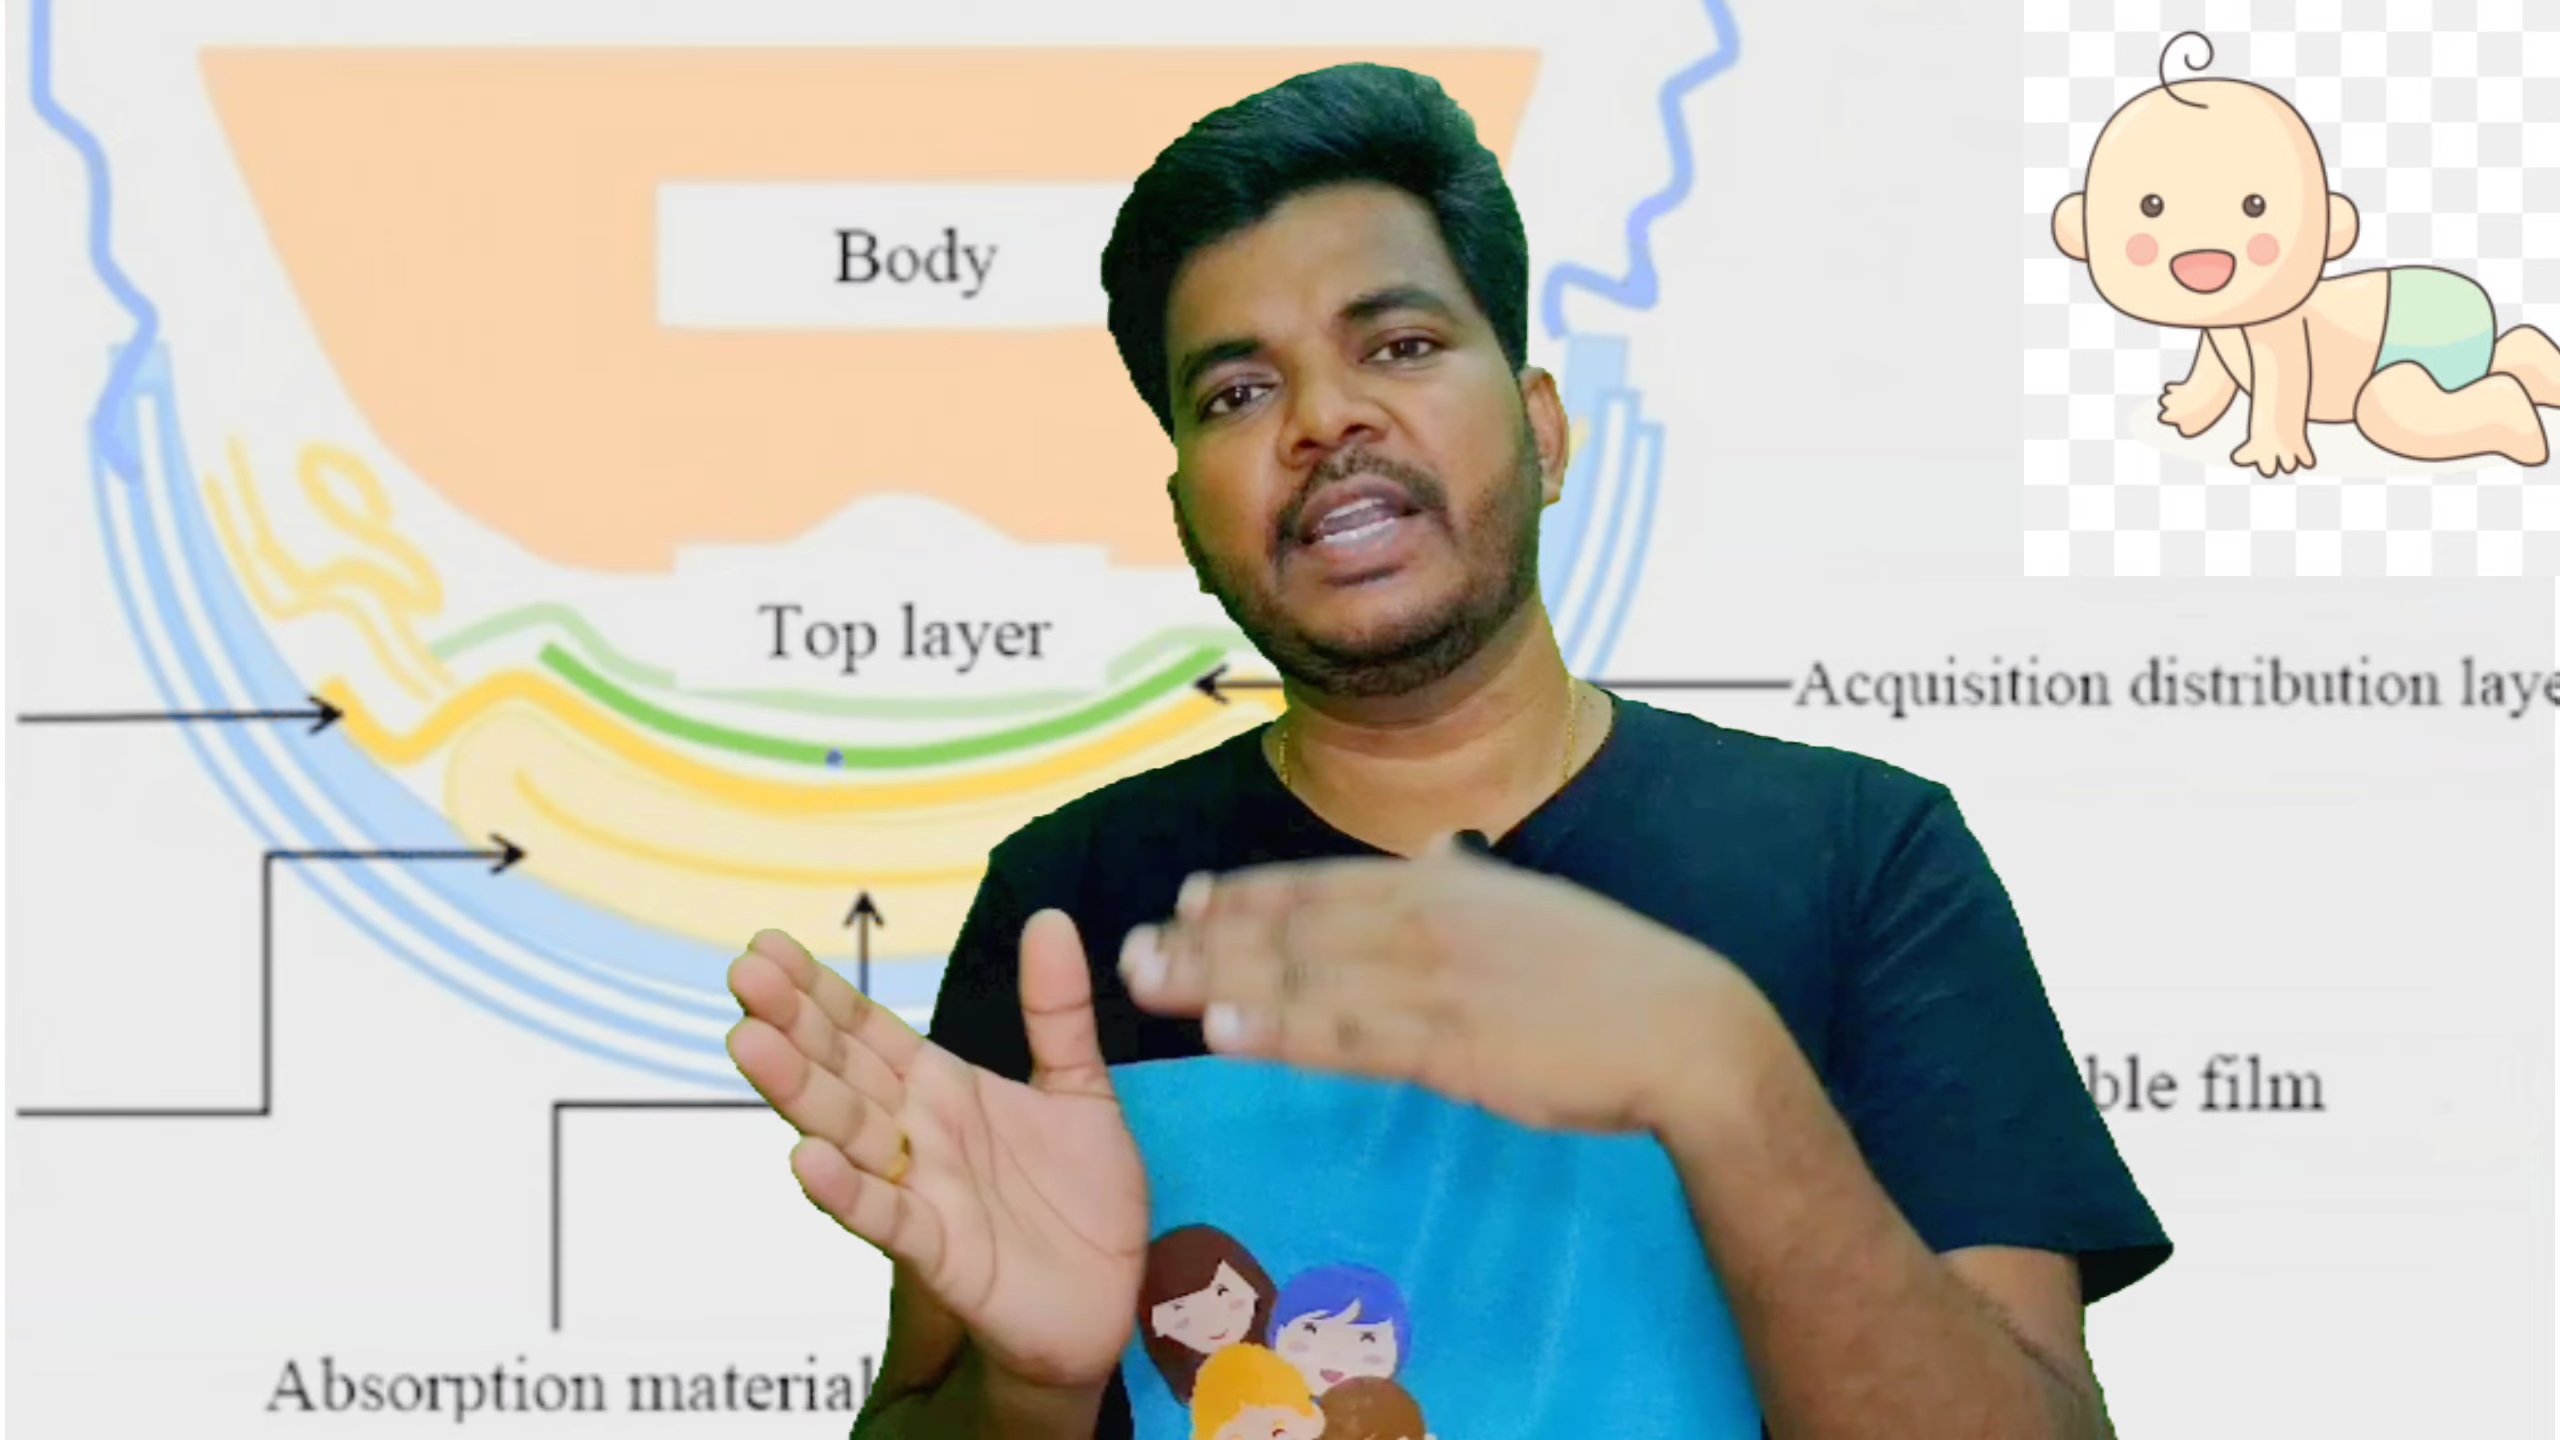 Body
Top layer
Acquisition distribution laye
ble film
Absorption material